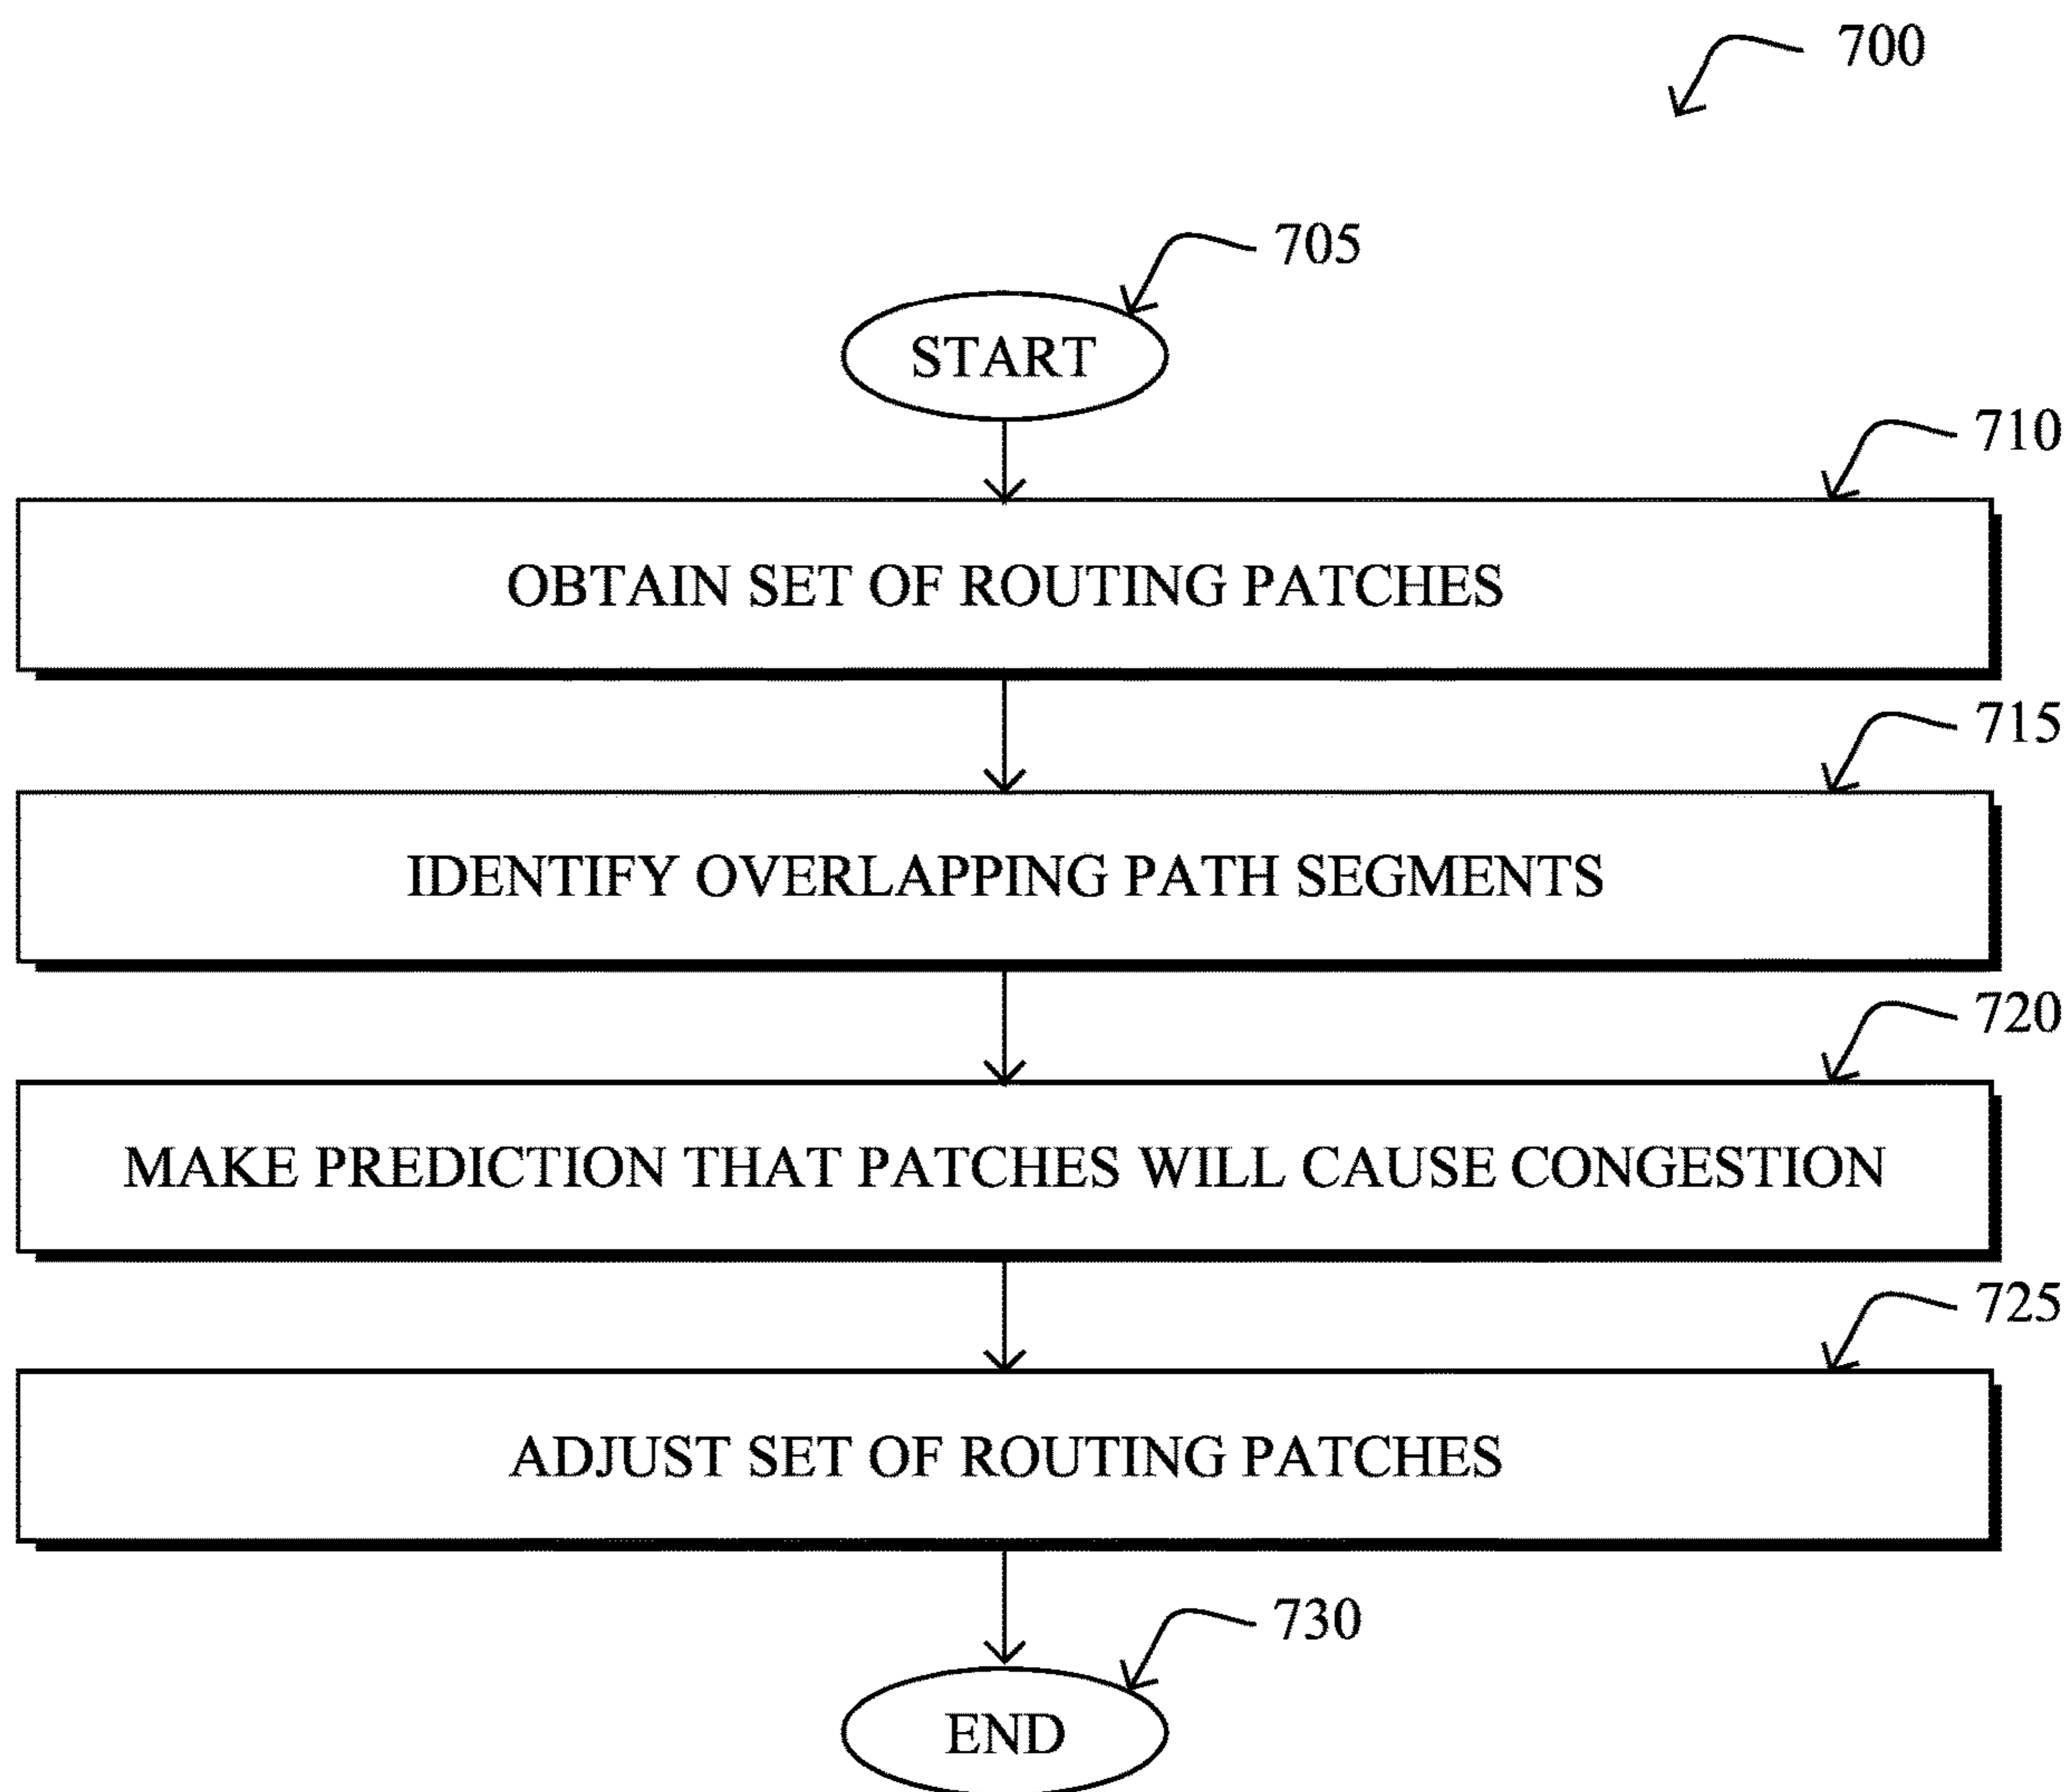 700
705
START
710
OBTAIN SET OF ROUTING PATCHES
715
IDENTIFY OVERLAPPING PATH SEGMENTS
720
MAKE PREDICTION THAT PATCHES WILL CAUSE CONGESTION
725
ADJUST SET OF ROUTING PATCHES
730
END